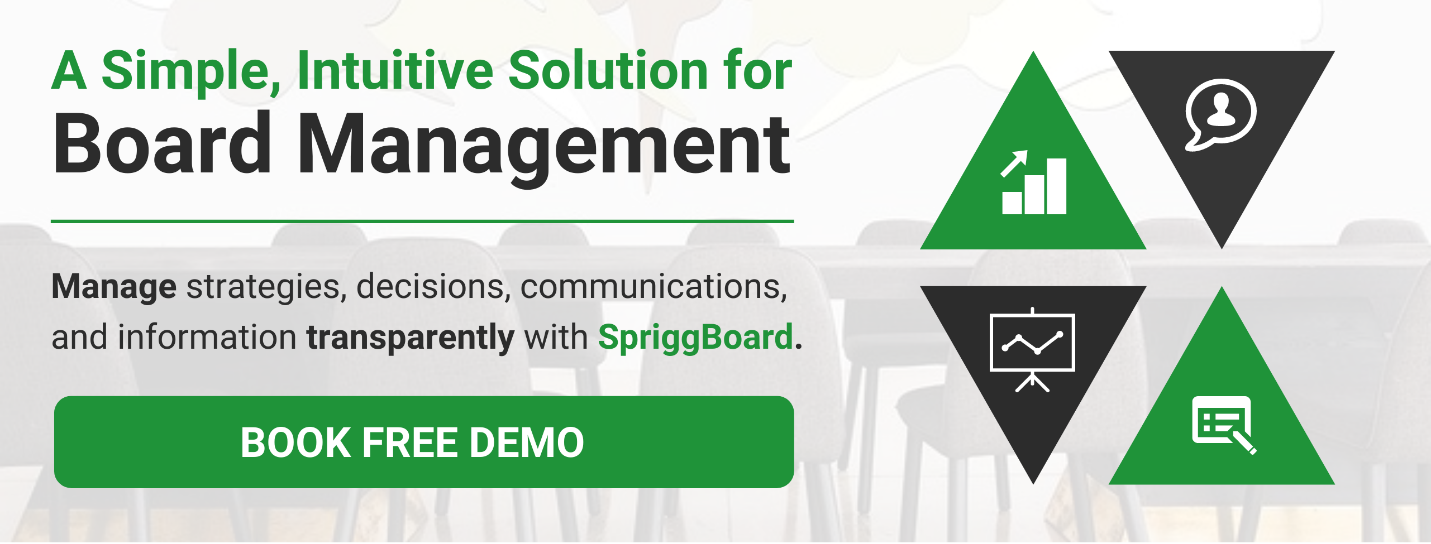 A Simple, Intuitive Solution for
Board Management
Manage strategies, decisions, communications,
and information transparently with SpriggBoard.
BOOK FREE DEMO